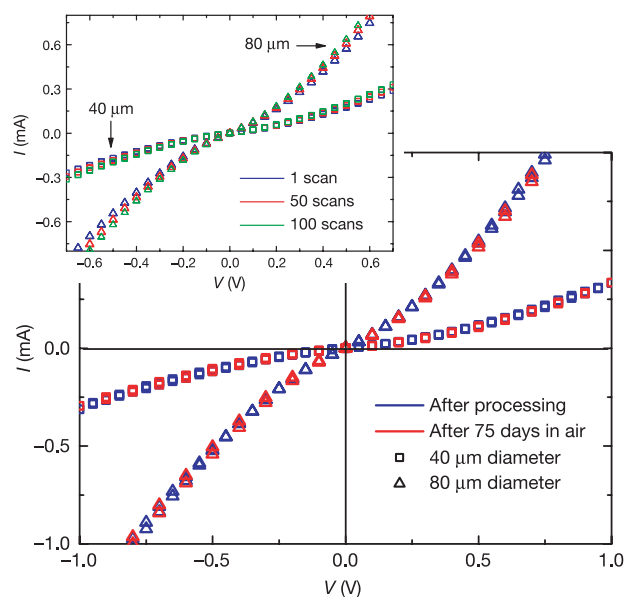 80 μm
40 μm
I (mA)
0.6
0.3
0.0
−0.3
−0.6
1 scan
50 scans
100 scans
−0.6 −0.4 −0.2 0.0 0.2 0.4 0.6
V (V)
I (mA)
0.0
−0.5
−1.0
After processing
After 75 days in air
40 μm diameter
80 μm diameter
−1.0 −0.5 0.0 0.5 1.0
V (V)